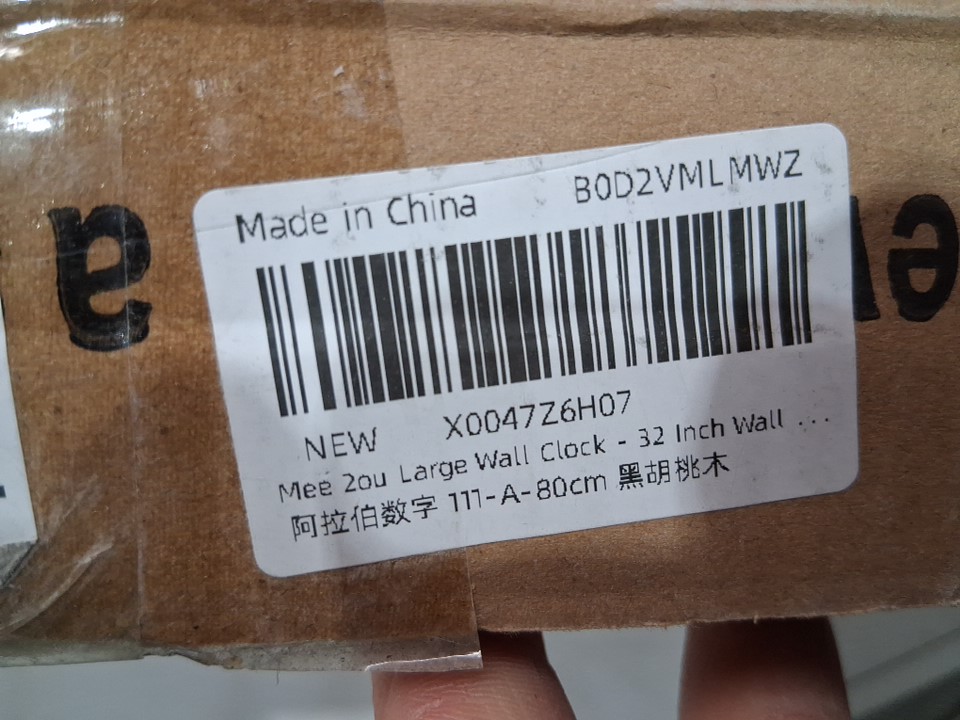 Made in China B0D2VMLMWZ
NEW X0047Z6H07
Mee 2ou Large Wall Clock - 32 Inch Wall ...
阿拉伯数字 111-A-80cm 黑胡桃木